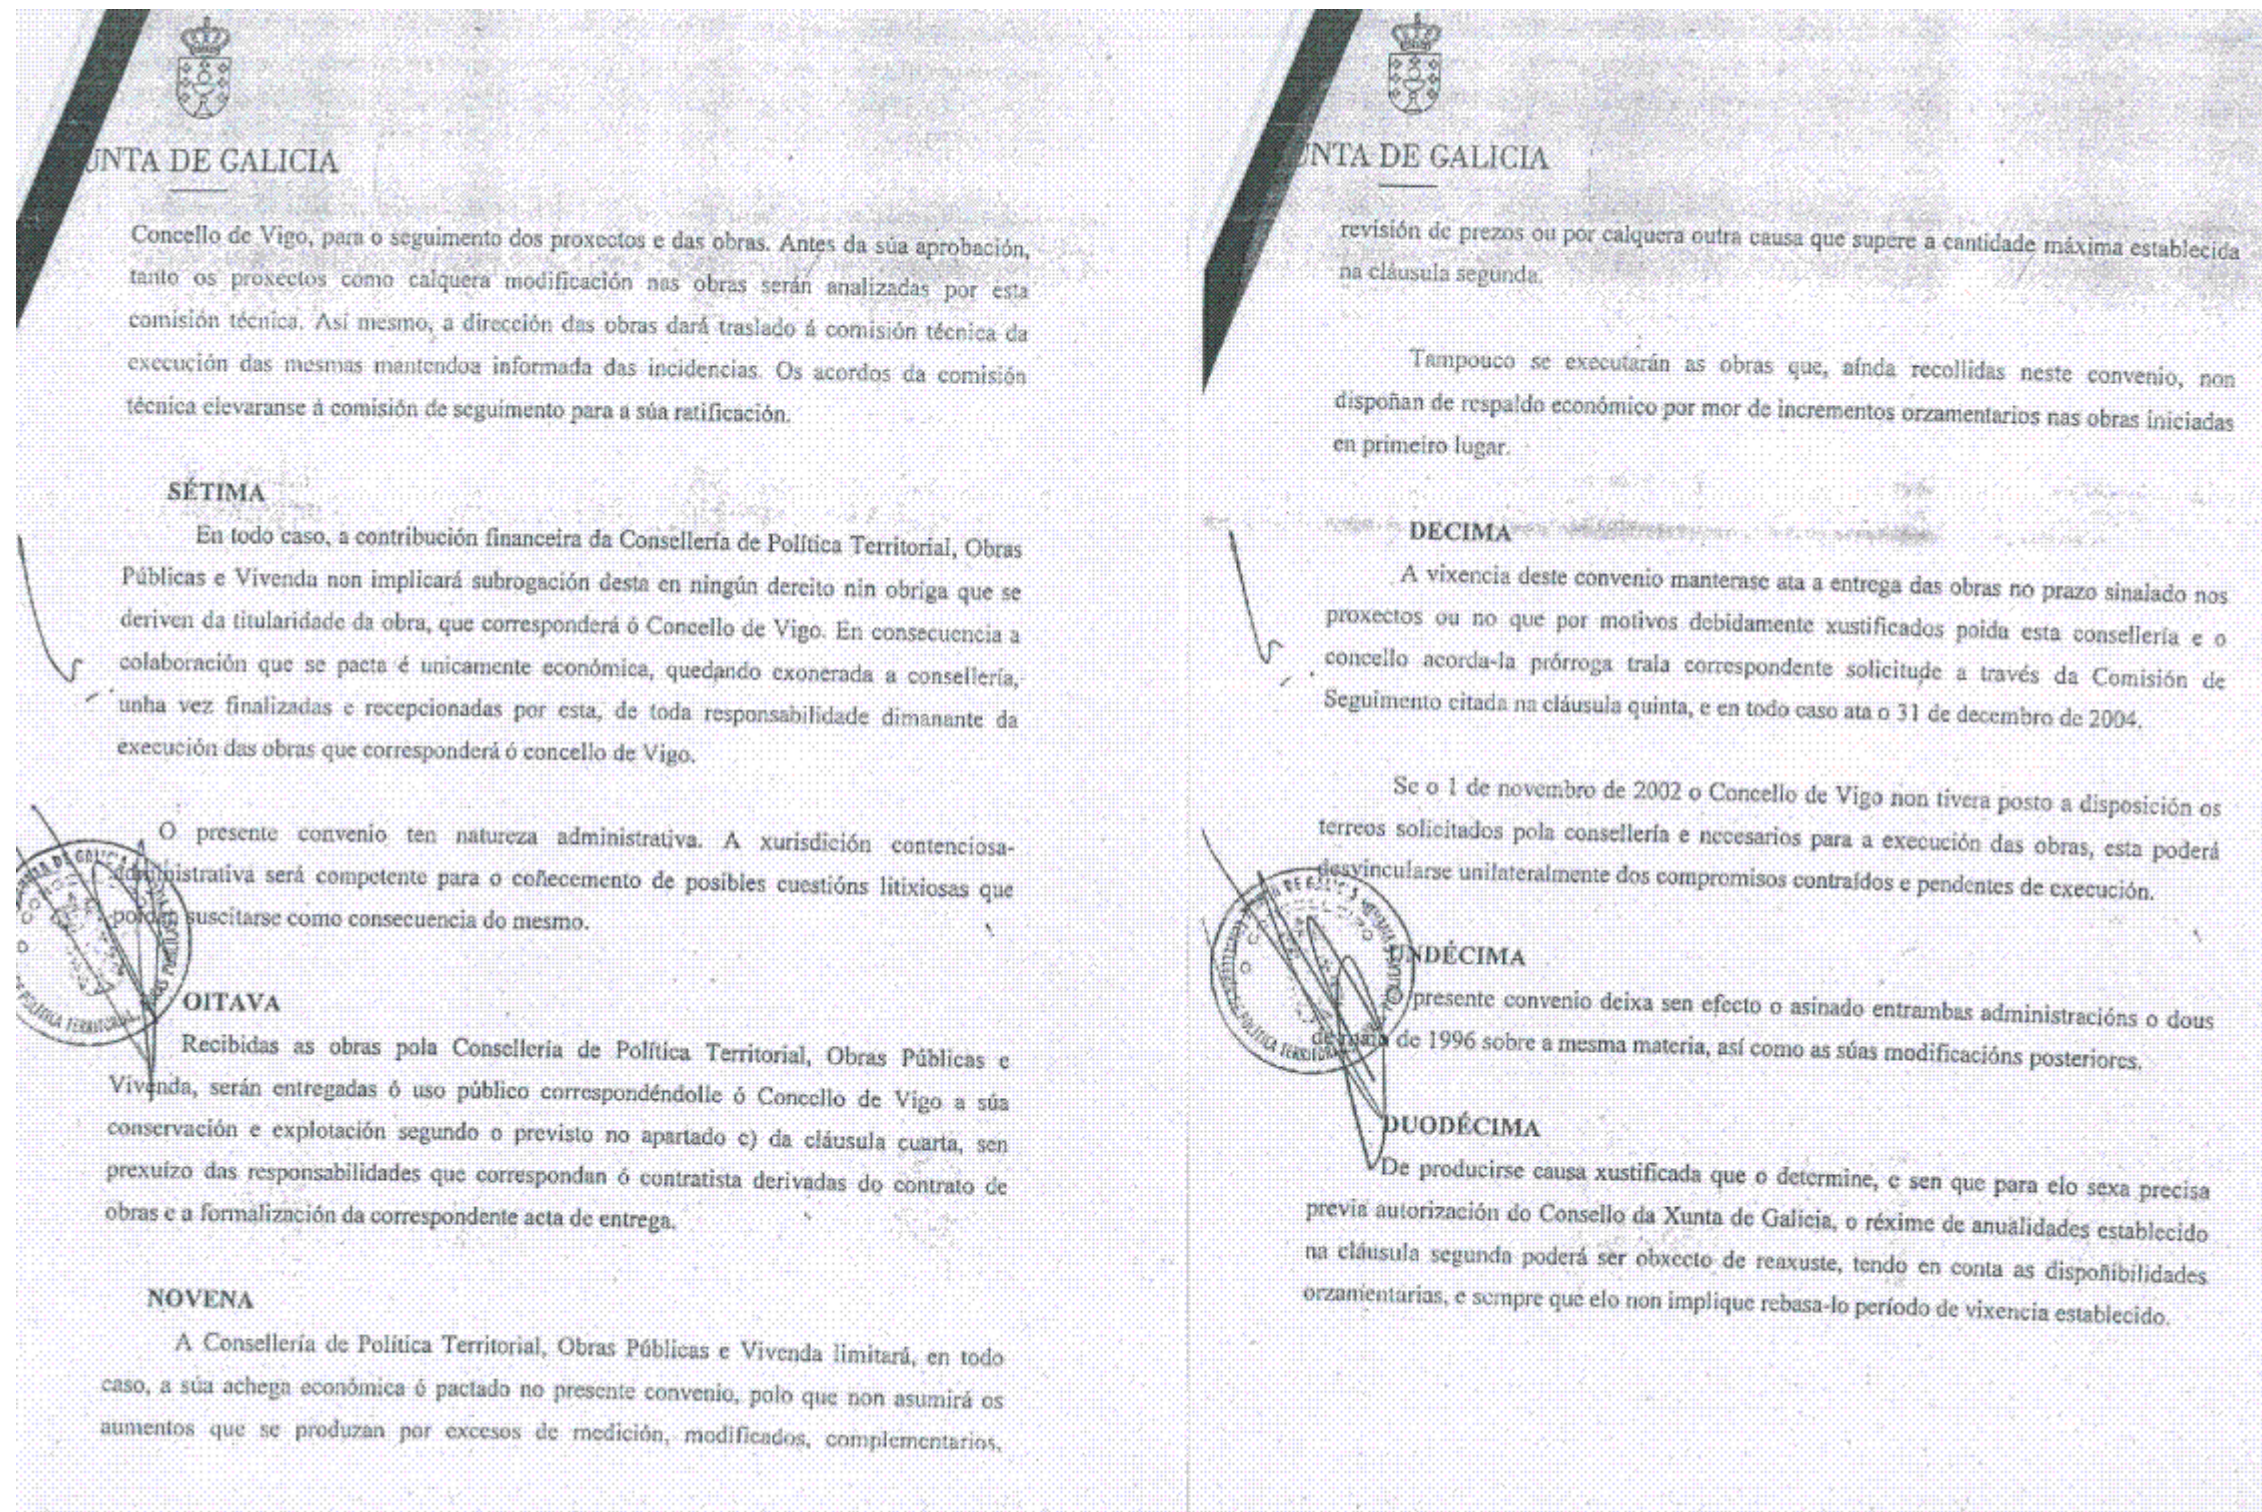 UNTA DE GALICIA
Concello de Vigo, para o seguimento dos proxectos e das obras. Antes da súa aprobación,
tanto os proxectos como calquera modificación nas obras serán analizadas por esta
comisión técnica. Así mesmo, a dirección das obras dará traslado á comisión técnica da
execución das mesmas mantendoa informada das incidencias. Os acordos da comisión
técnica elevaranse á comisión de seguimento para a súa ratificación.
SÉTIMA
En todo caso, a contribución financeira da Consellería de Política Territorial, Obras
Públicas e Vivenda non implicará subrogación desta en ningún dereito nin obriga que se
deriven da titularidade da obra, que corresponderá ó Concello de Vigo. En consecuencia a
colaboración que se pacta é unicamente económica, quedando exonerada a consellería,
unha vez finalizadas e recepcionadas por esta, de toda responsabilidade dimanante da
execución das obras que corresponderá ó concello de Vigo.
O presente convenio ten natureza administrativa. A xurisdición contenciosa-
administrativa será competente para o coñecemento de posibles cuestións litixiosas que
poidan suscitarse como consecuencia do mesmo.
OITAVA
Recibidas as obras pola Consellería de Política Territorial, Obras Públicas e
Vivenda, serán entregadas ó uso público correspondéndolle ó Concello de Vigo a súa
conservación e explotación segundo o previsto no apartado c) da cláusula cuarta, sen
prexuízo das responsabilidades que correspondan ó contratista derivadas do contrato de
obras e a formalización da correspondente acta de entrega.
NOVENA
A Consellería de Política Territorial, Obras Públicas e Vivenda limitará, en todo
caso, a súa achega económica ó pactado no presente convenio, polo que non asumirá os
aumentos que se produzan por excesos de medición, modificados, complementarios,
UNTA DE GALICIA
revisión de prezos ou por calquera outra causa que supere a cantidade máxima establecida
na cláusula segunda.
Tampouco se executarán as obras que, aínda recollidas neste convenio, non
dispoñan de respaldo económico por mor de incrementos orzamentarios nas obras iniciadas
en primeiro lugar.
DECIMA
A vixencia deste convenio manterase ata a entrega das obras no prazo sinalado nos
proxectos ou no que por motivos debidamente xustificados poida esta consellería e o
concello acorda-la prórroga trala correspondente solicitude a través da Comisión de
Seguimento citada na cláusula quinta, e en todo caso ata o 31 de decembro de 2004.
Se o 1 de novembro de 2002 o Concello de Vigo non tivera posto a disposición os
terreos solicitados pola consellería e necesarios para a execución das obras, esta poderá
desvincularse unilateralmente dos compromisos contraídos e pendentes de execución.
UNDÉCIMA
O presente convenio deixa sen efecto o asinado entrambas administracións o dous
de maio de 1996 sobre a mesma materia, así como as súas modificacións posteriores.
DUODÉCIMA
De producirse causa xustificada que o determine, e sen que para elo sexa precisa
previa autorización do Consello da Xunta de Galicia, o réxime de anualidades establecido
na cláusula segunda poderá ser obxecto de reaxuste, tendo en conta as dispoñibilidades
orzamentarias, e sempre que elo non implique rebasa-lo período de vixencia establecido.